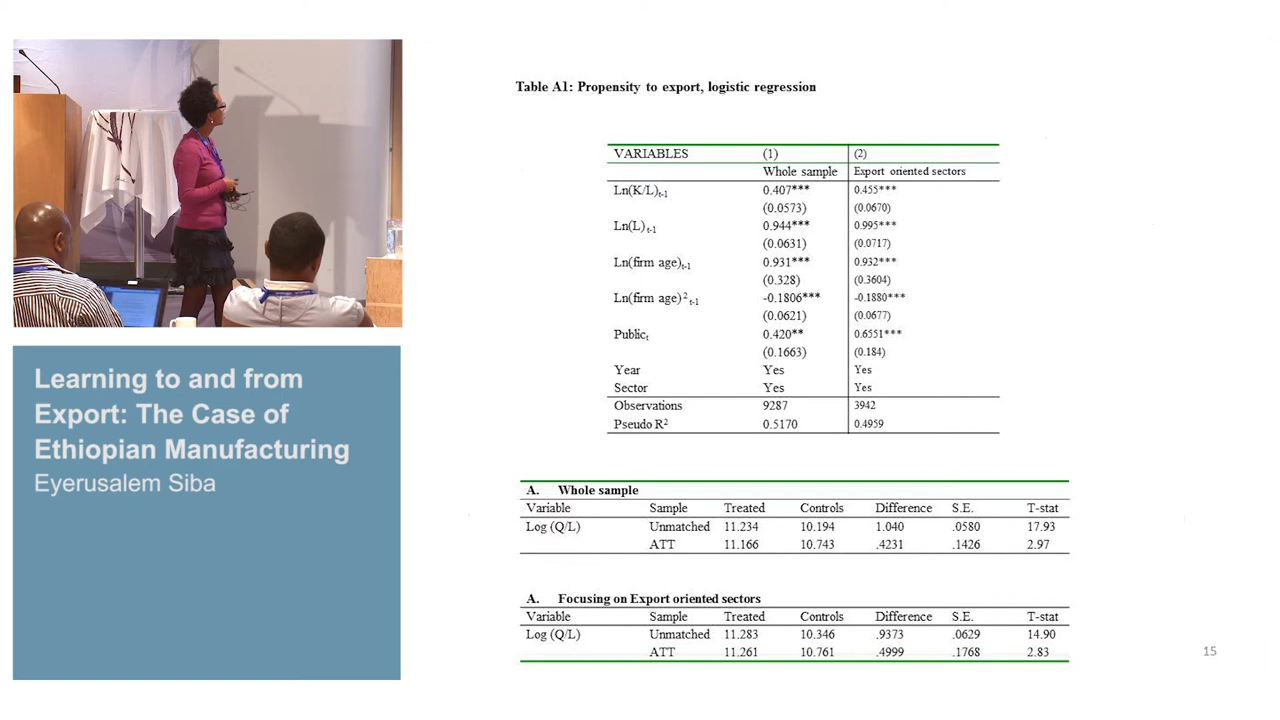 Learning to and from
Export: The Case of
Ethiopian Manufacturing
Eyerusalem Siba
Table A1: Propensity to export, logistic regression
VARIABLES (1) (2)
Whole sample Export oriented sectors
Ln(K/L)t-1 0.407*** 0.455***
(0.0573) (0.0670)
Ln(L) t-1 0.944*** 0.995***
(0.0631) (0.0717)
Ln(firm age)t-1 0.931*** 0.932***
(0.328) (0.3604)
Ln(firm age)² t-1 -0.1806*** -0.1880***
(0.0621) (0.0677)
Publict 0.420** 0.6551***
(0.1663) (0.184)
Year Yes Yes
Sector Yes Yes
Observations 9287 3942
Pseudo R² 0.5170 0.4959
A. Whole sample
Variable Sample Treated Controls Difference S.E. T-stat
Log (Q/L) Unmatched 11.234 10.194 1.040 .0580 17.93
ATT 11.166 10.743 .4231 .1426 2.97
A. Focusing on Export oriented sectors
Variable Sample Treated Controls Difference S.E. T-stat
Log (Q/L) Unmatched 11.283 10.346 .9373 .0629 14.90
ATT 11.261 10.761 .4999 .1768 2.83
15